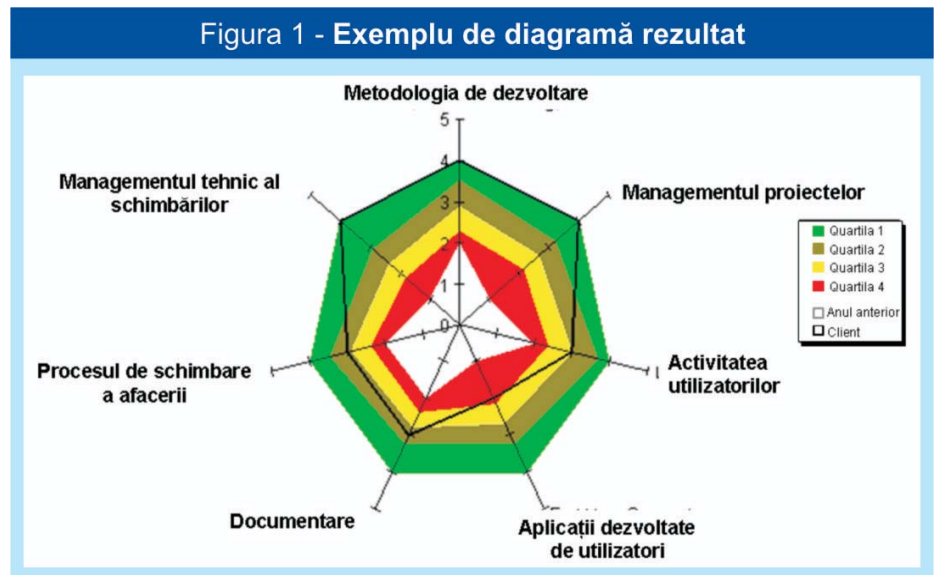 Figura 1 - Exemplu de diagramă rezultat
Metodologia de dezvoltare
5
4
3
2
1
0
Managementul tehnic al
schimbărilor
Managementul proiectelor
Quartila 1
Quartila 2
Quartila 3
Quartila 4
Anul anterior
Client
Procesul de schimbare
a afacerii
Activitatea
utilizatorilor
Documentare
Aplicații dezvoltate
de utilizatori